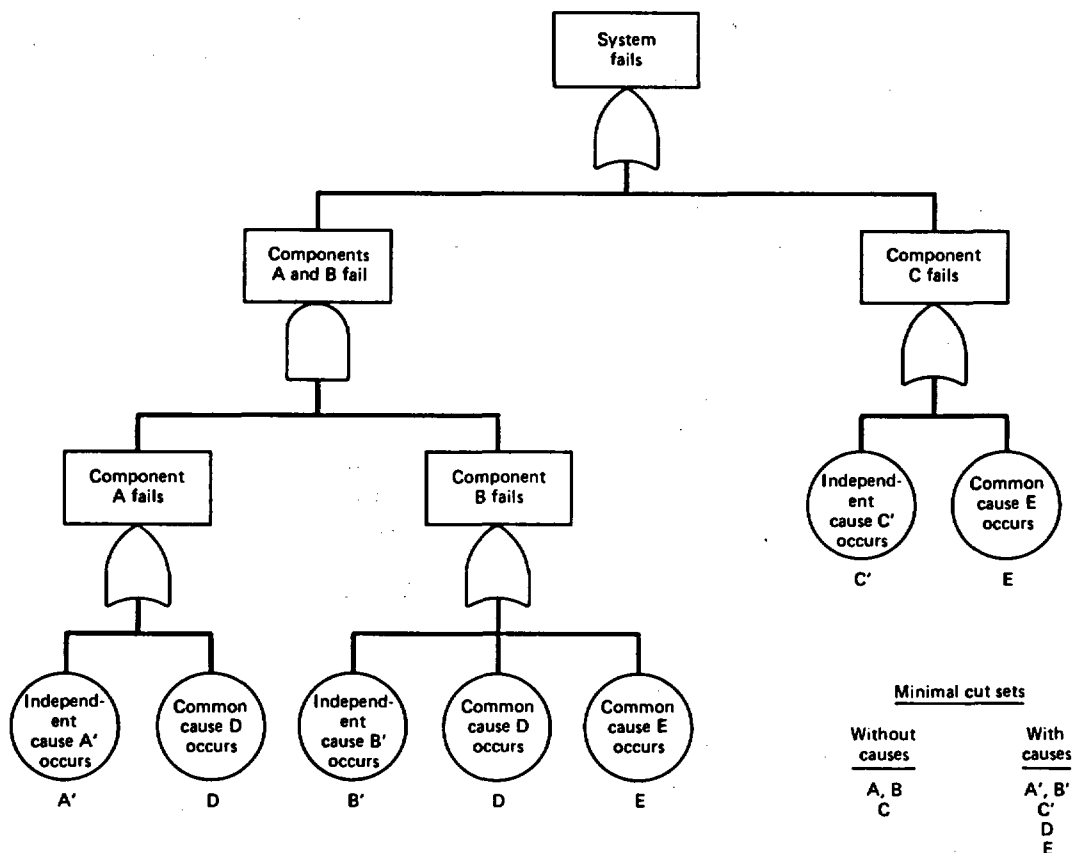 System
fails
Components
A and B fail
Component
C fails
Component
A fails
Component
B fails
Independ-
ent
cause C'
occurs
Common
cause E
occurs
C'
E
Independ-
ent
cause A'
occurs
Common
cause D
occurs
Independ-
ent
cause B'
occurs
Common
cause D
occurs
Common
cause E
occurs
A'
D
B'
D
E
Minimal cut sets
Without
causes
With
causes
A, B
C
A', B'
C'
D
E